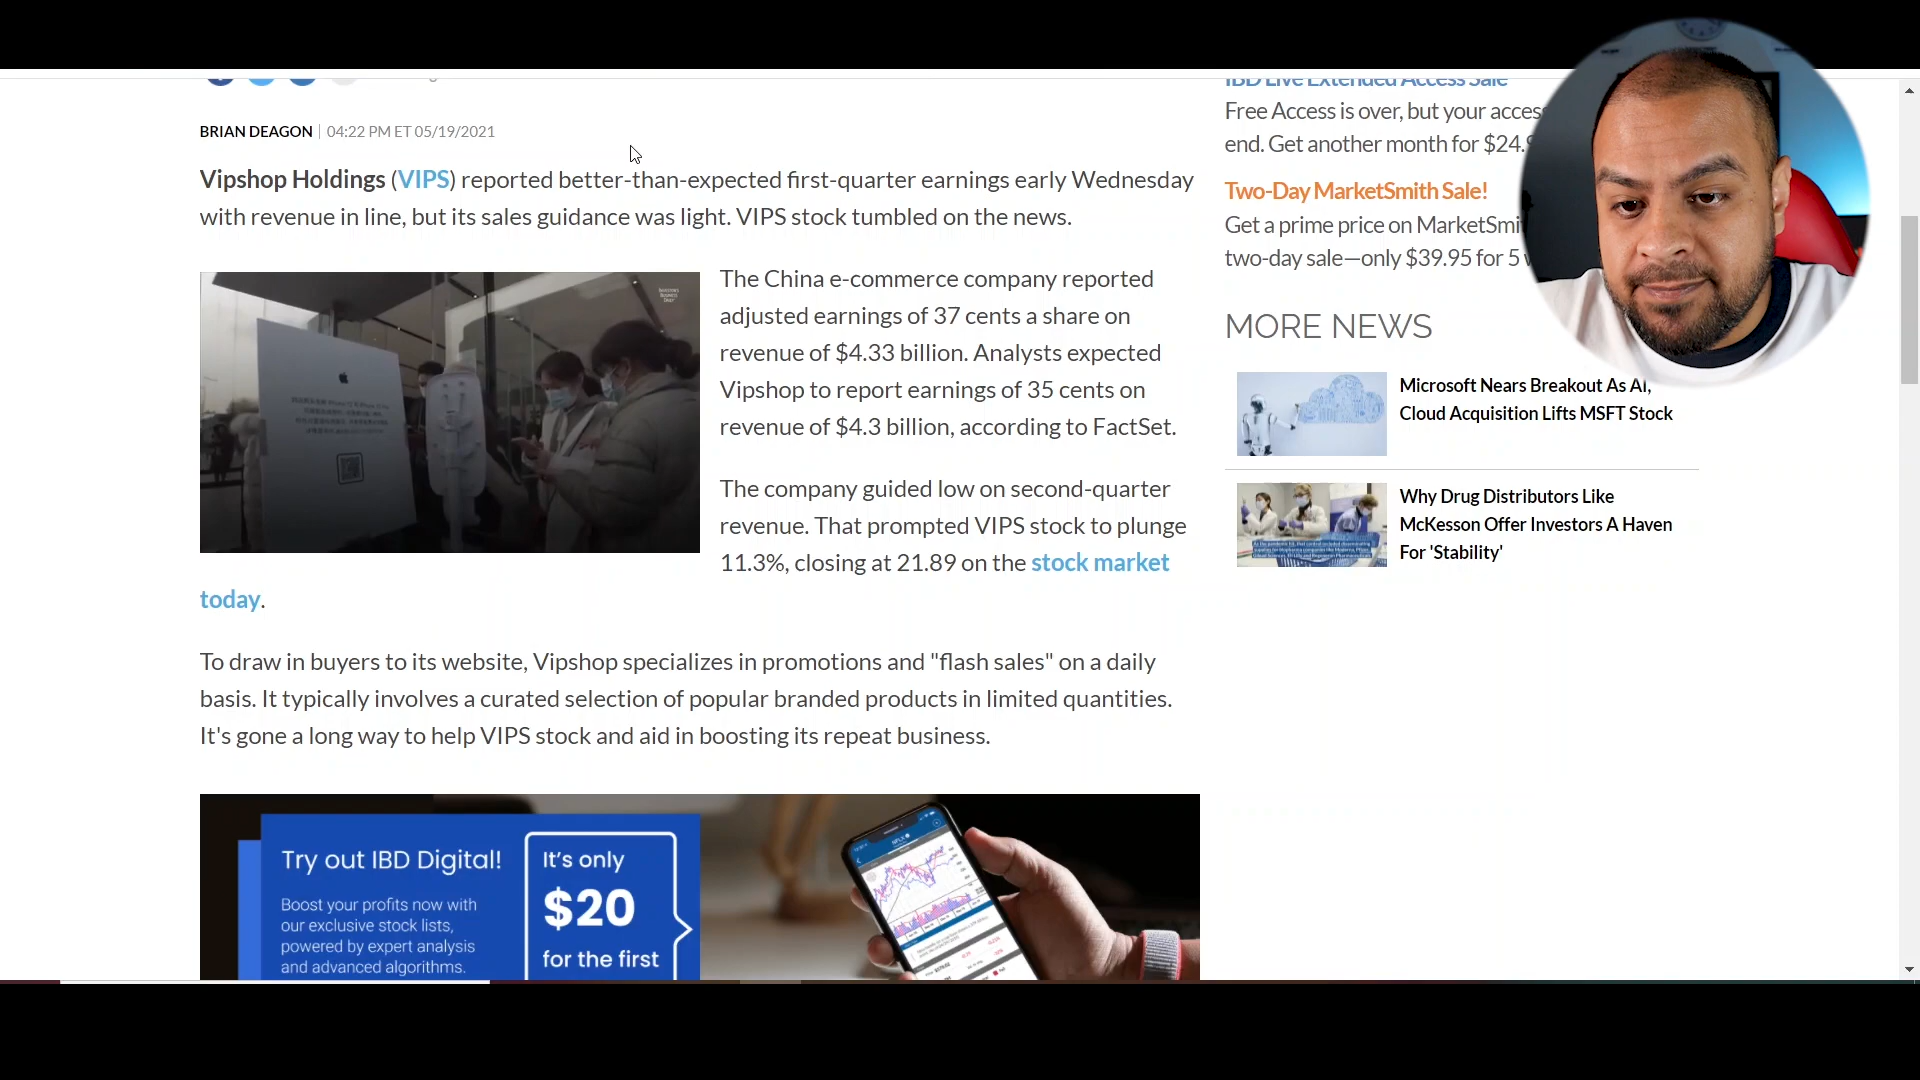 BRIAN DEAGON | 04:22 PM ET 05/19/2021
Vipshop Holdings (VIPS) reported better-than-expected first-quarter earnings early Wednesday
with revenue in line, but its sales guidance was light. VIPS stock tumbled on the news.
The China e-commerce company reported
adjusted earnings of 37 cents a share on
revenue of $4.33 billion. Analysts expected
Vipshop to report earnings of 35 cents on
revenue of $4.3 billion, according to FactSet.
The company guided low on second-quarter
revenue. That prompted VIPS stock to plunge
11.3%, closing at 21.89 on the stock market
today.
To draw in buyers to its website, Vipshop specializes in promotions and "flash sales" on a daily
basis. It typically involves a curated selection of popular branded products in limited quantities.
It's gone a long way to help VIPS stock and aid in boosting its repeat business.
Try out IBD Digital!
Boost your profits now with
our exclusive stock lists,
powered by expert analysis
and advanced algorithms.
It's only
$20
for the first
IBD Live Extended Access Sale
Free Access is over, but your access
end. Get another month for
Two-Day MarketSmith Sale!
Get a prime price on
two-day sale—only $39.95 for 5
MORE NEWS
Microsoft Nears Breakout As AI,
Cloud Acquisition Lifts MSFT Stock
Why Drug Distributors Like
McKesson Offer Investors A Haven
For 'Stability'